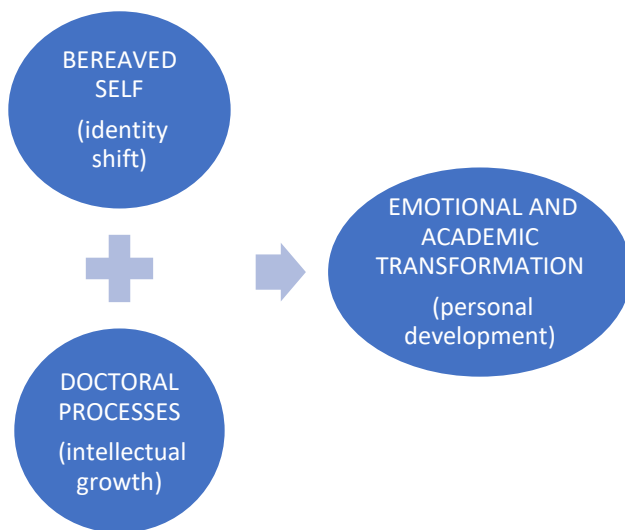 BEREAVED
SELF
(identity
shift)
DOCTORAL
PROCESSES
(intellectual
growth)
EMOTIONAL AND
ACADEMIC
TRANSFORMATION
(personal
development)